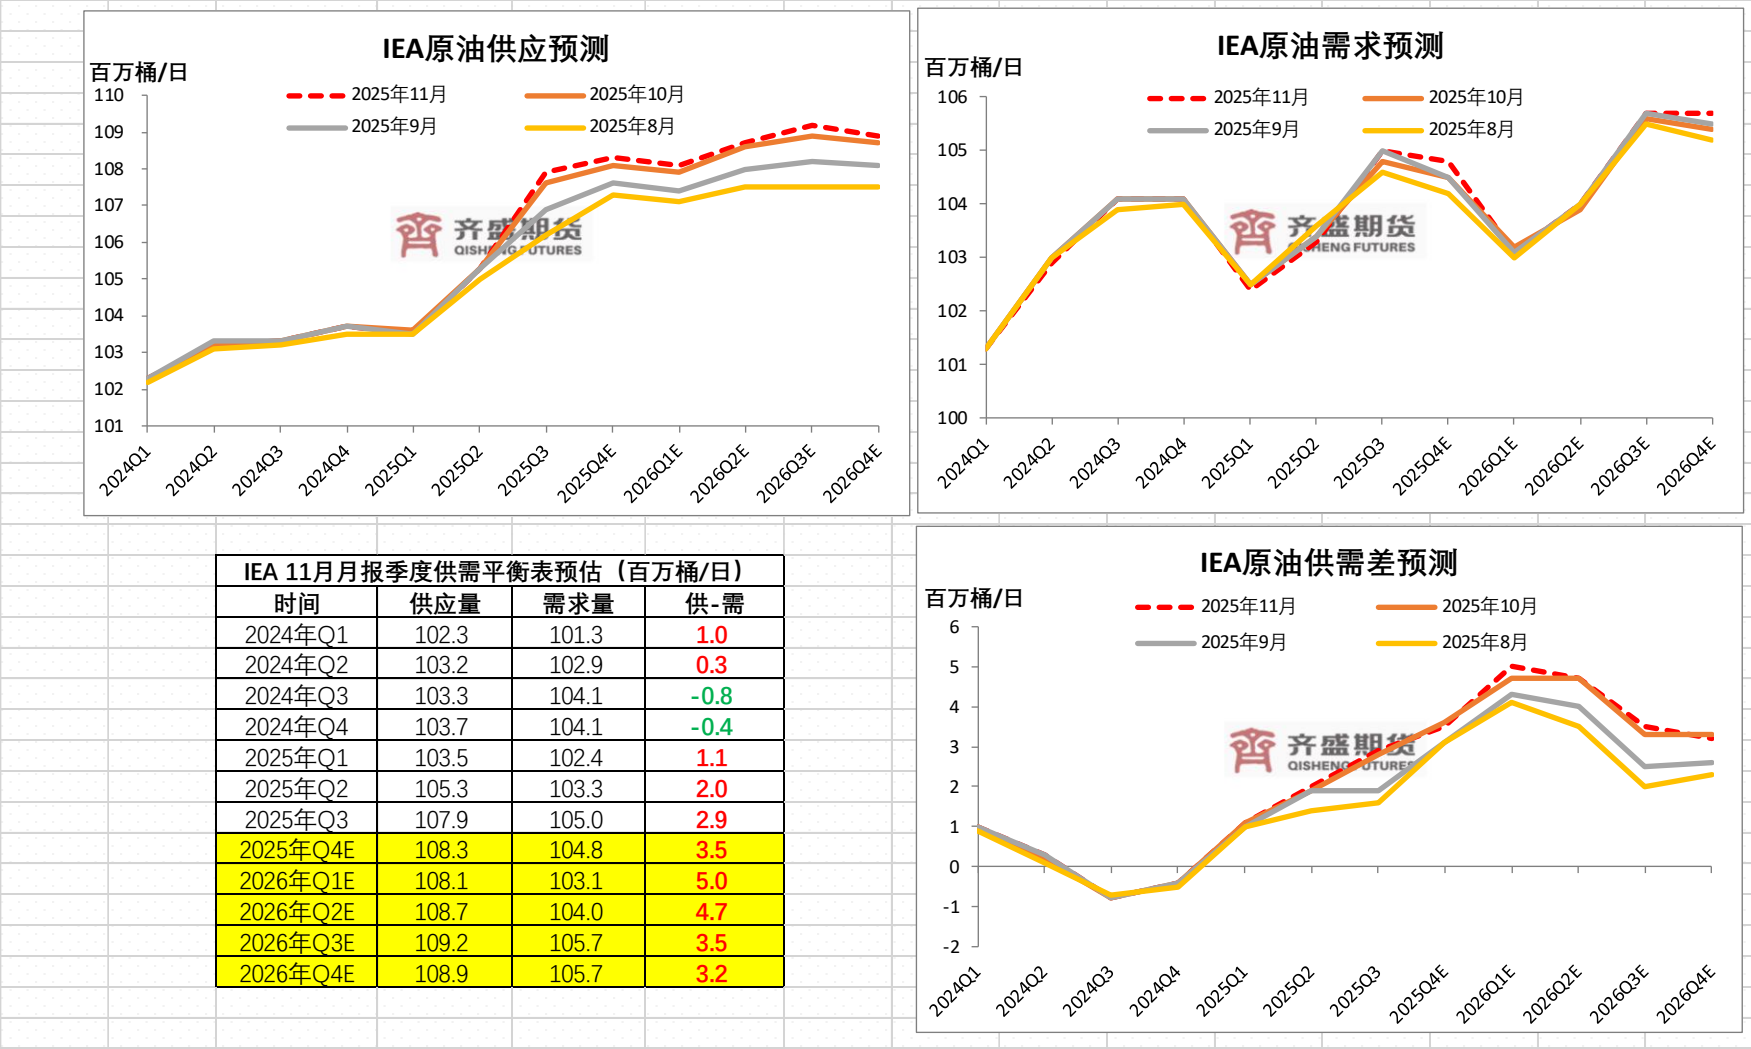 IEA原油供应预测
百万桶/日
2025年11月
2025年10月
2025年9月
2025年8月
110
109
108
107
106
105
104
103
102
101
齐盛期货
QISHENG FUTURES
2024Q1
2024Q2
2024Q3
2024Q4
2025Q1
2025Q2
2025Q3
2025Q4E
2026Q1E
2026Q2E
2026Q3E
2026Q4E
IEA原油需求预测
百万桶/日
2025年11月
2025年10月
2025年9月
2025年8月
106
105
104
103
102
101
100
齐盛期货
QISHENG FUTURES
2024Q1
2024Q2
2024Q3
2024Q4
2025Q1
2025Q2
2025Q3
2025Q4E
2026Q1E
2026Q2E
2026Q3E
2026Q4E
IEA 11月月报季度供需平衡表预估（百万桶/日）
时间 供应量 需求量 供-需
2024年Q1 102.3 101.3 1.0
2024年Q2 103.2 102.9 0.3
2024年Q3 103.3 104.1 -0.8
2024年Q4 103.7 104.1 -0.4
2025年Q1 103.5 102.4 1.1
2025年Q2 105.3 103.3 2.0
2025年Q3 107.9 105.0 2.9
2025年Q4E 108.3 104.8 3.5
2026年Q1E 108.1 103.1 5.0
2026年Q2E 108.7 104.0 4.7
2026年Q3E 109.2 105.7 3.5
2026年Q4E 108.9 105.7 3.2
IEA原油供需差预测
百万桶/日
2025年11月
2025年10月
2025年9月
2025年8月
6
5
4
3
2
1
0
-1
-2
齐盛期货
QISHENG FUTURES
2024Q1
2024Q2
2024Q3
2024Q4
2025Q1
2025Q2
2025Q3
2025Q4E
2026Q1E
2026Q2E
2026Q3E
2026Q4E